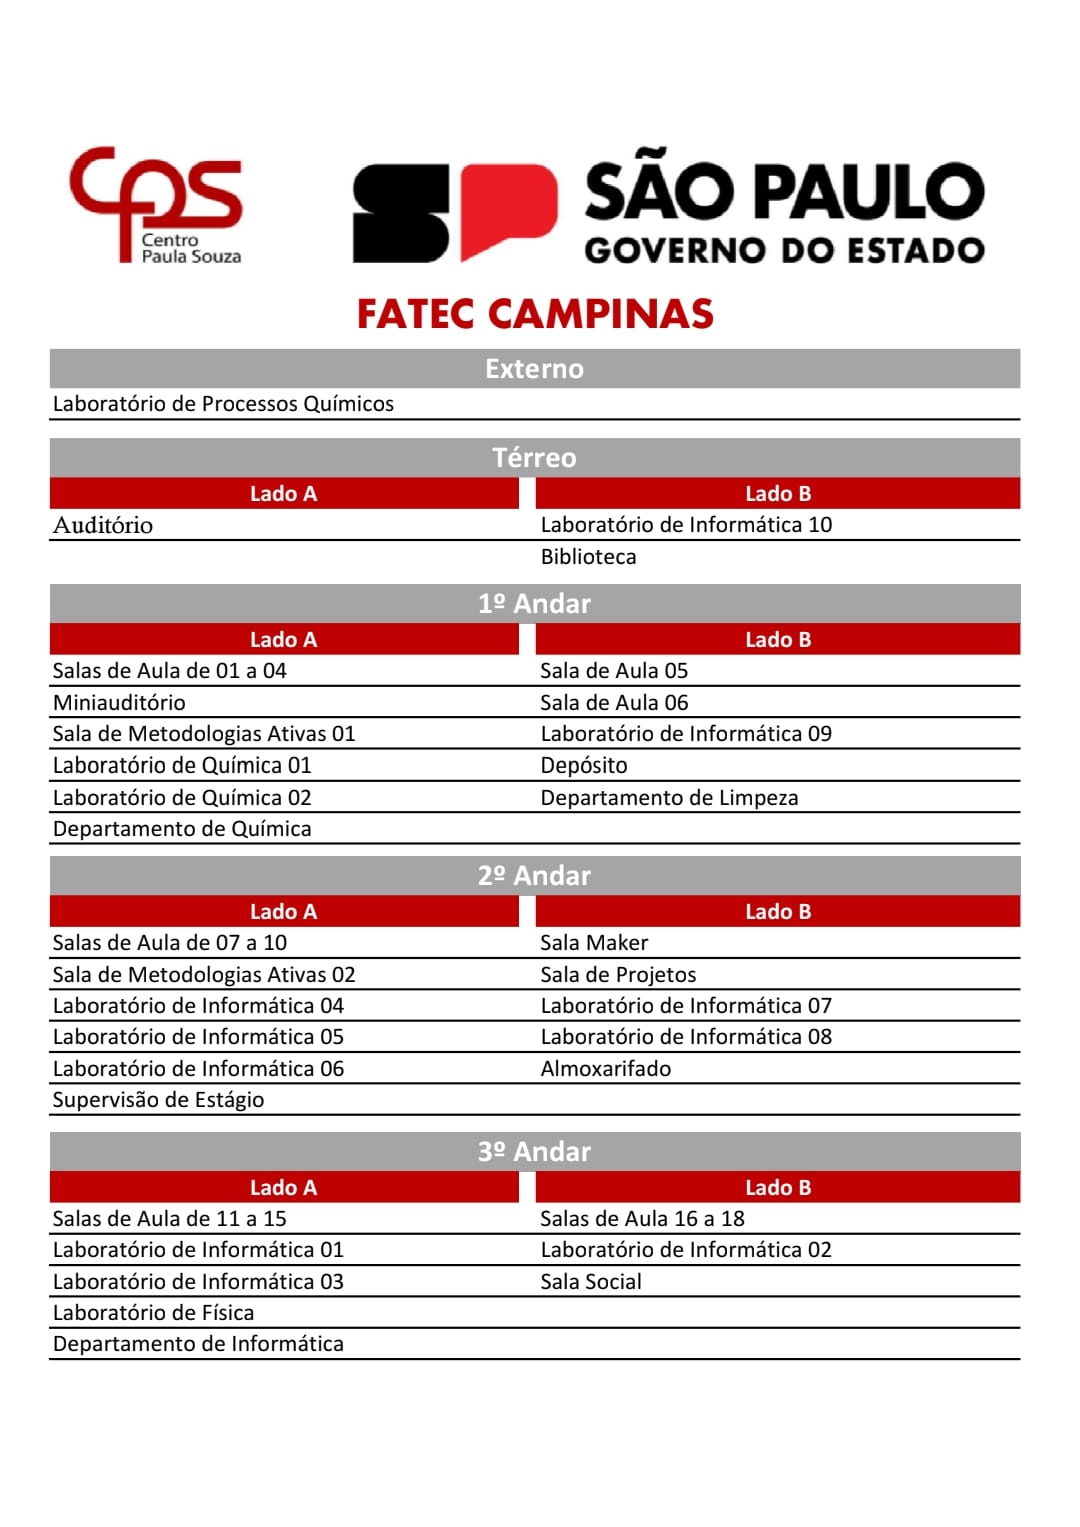 CPS
Centro
Paula Souza
SP
SÃO PAULO
GOVERNO DO ESTADO
FATEC CAMPINAS
Externo
Laboratório de Processos Químicos
Térreo
Lado A Lado B
Auditório Laboratório de Informática 10
Biblioteca
1º Andar
Lado A Lado B
Salas de Aula de 01 a 04 Sala de Aula 05
Miniauditório Sala de Aula 06
Sala de Metodologias Ativas 01 Laboratório de Informática 09
Laboratório de Química 01 Depósito
Laboratório de Química 02 Departamento de Limpeza
Departamento de Química
2º Andar
Lado A Lado B
Salas de Aula de 07 a 10 Sala Maker
Sala de Metodologias Ativas 02 Sala de Projetos
Laboratório de Informática 04 Laboratório de Informática 07
Laboratório de Informática 05 Laboratório de Informática 08
Laboratório de Informática 06 Almoxarifado
Supervisão de Estágio
3º Andar
Lado A Lado B
Salas de Aula de 11 a 15 Salas de Aula 16 a 18
Laboratório de Informática 01 Laboratório de Informática 02
Laboratório de Informática 03 Sala Social
Laboratório de Física
Departamento de Informática